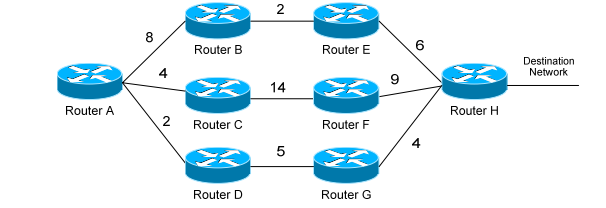 8
2
6
Router B
Router E
Destination
Network
4
14
9
Router A
Router C
Router F
Router H
2
5
4
Router D
Router G